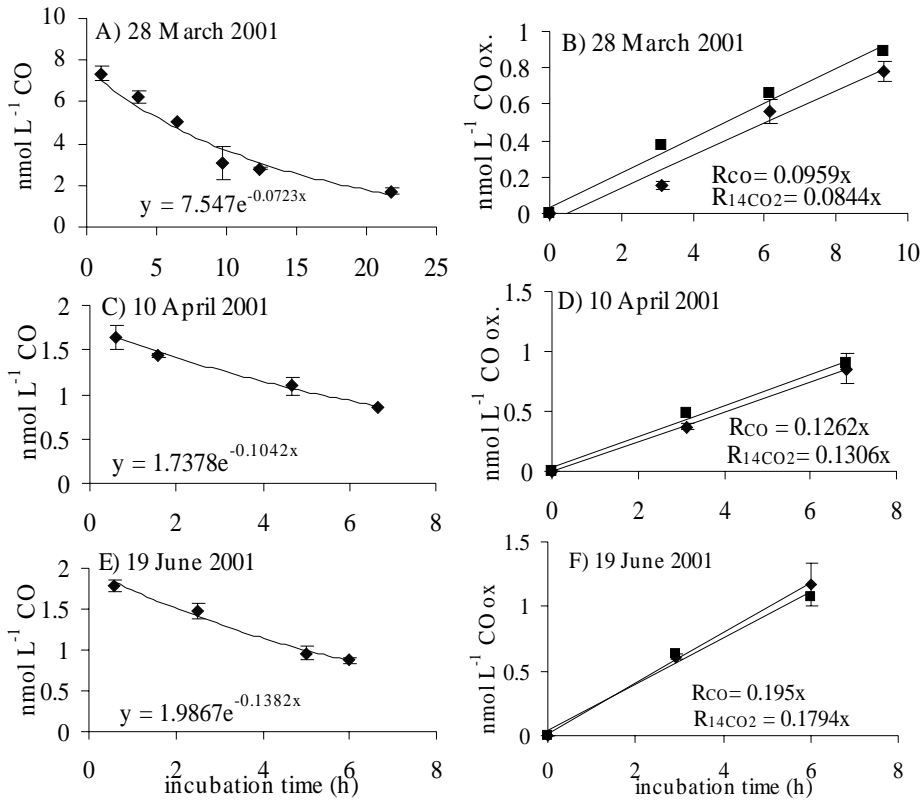 A) 28 March 2001
nmol L⁻¹ CO
10
8
6
4
2
0
y = 7.547e^-0.0723x
0 5 10 15 20 25
B) 28 March 2001
nmol L⁻¹ CO ox.
1
0.8
0.6
0.4
0.2
0
RCO = 0.0959x
R14CO2 = 0.0844x
0 2 4 6 8 10
C) 10 April 2001
nmol L⁻¹ CO
2
1.5
1
0.5
0
y = 1.7378e^-0.1042x
0 2 4 6 8
D) 10 April 2001
nmol L⁻¹ CO ox.
1.5
1
0.5
0
RCO = 0.1262x
R14CO2 = 0.1306x
0 2 4 6 8
E) 19 June 2001
nmol L⁻¹ CO
2
1.5
1
0.5
0
y = 1.9867e^-0.1382x
0 2 4 6 8
incubation time (h)
F) 19 June 2001
nmol L⁻¹ CO ox
1.5
1
0.5
0
RCO = 0.195x
R14CO2 = 0.1794x
0 2 4 6 8
incubation time (h)